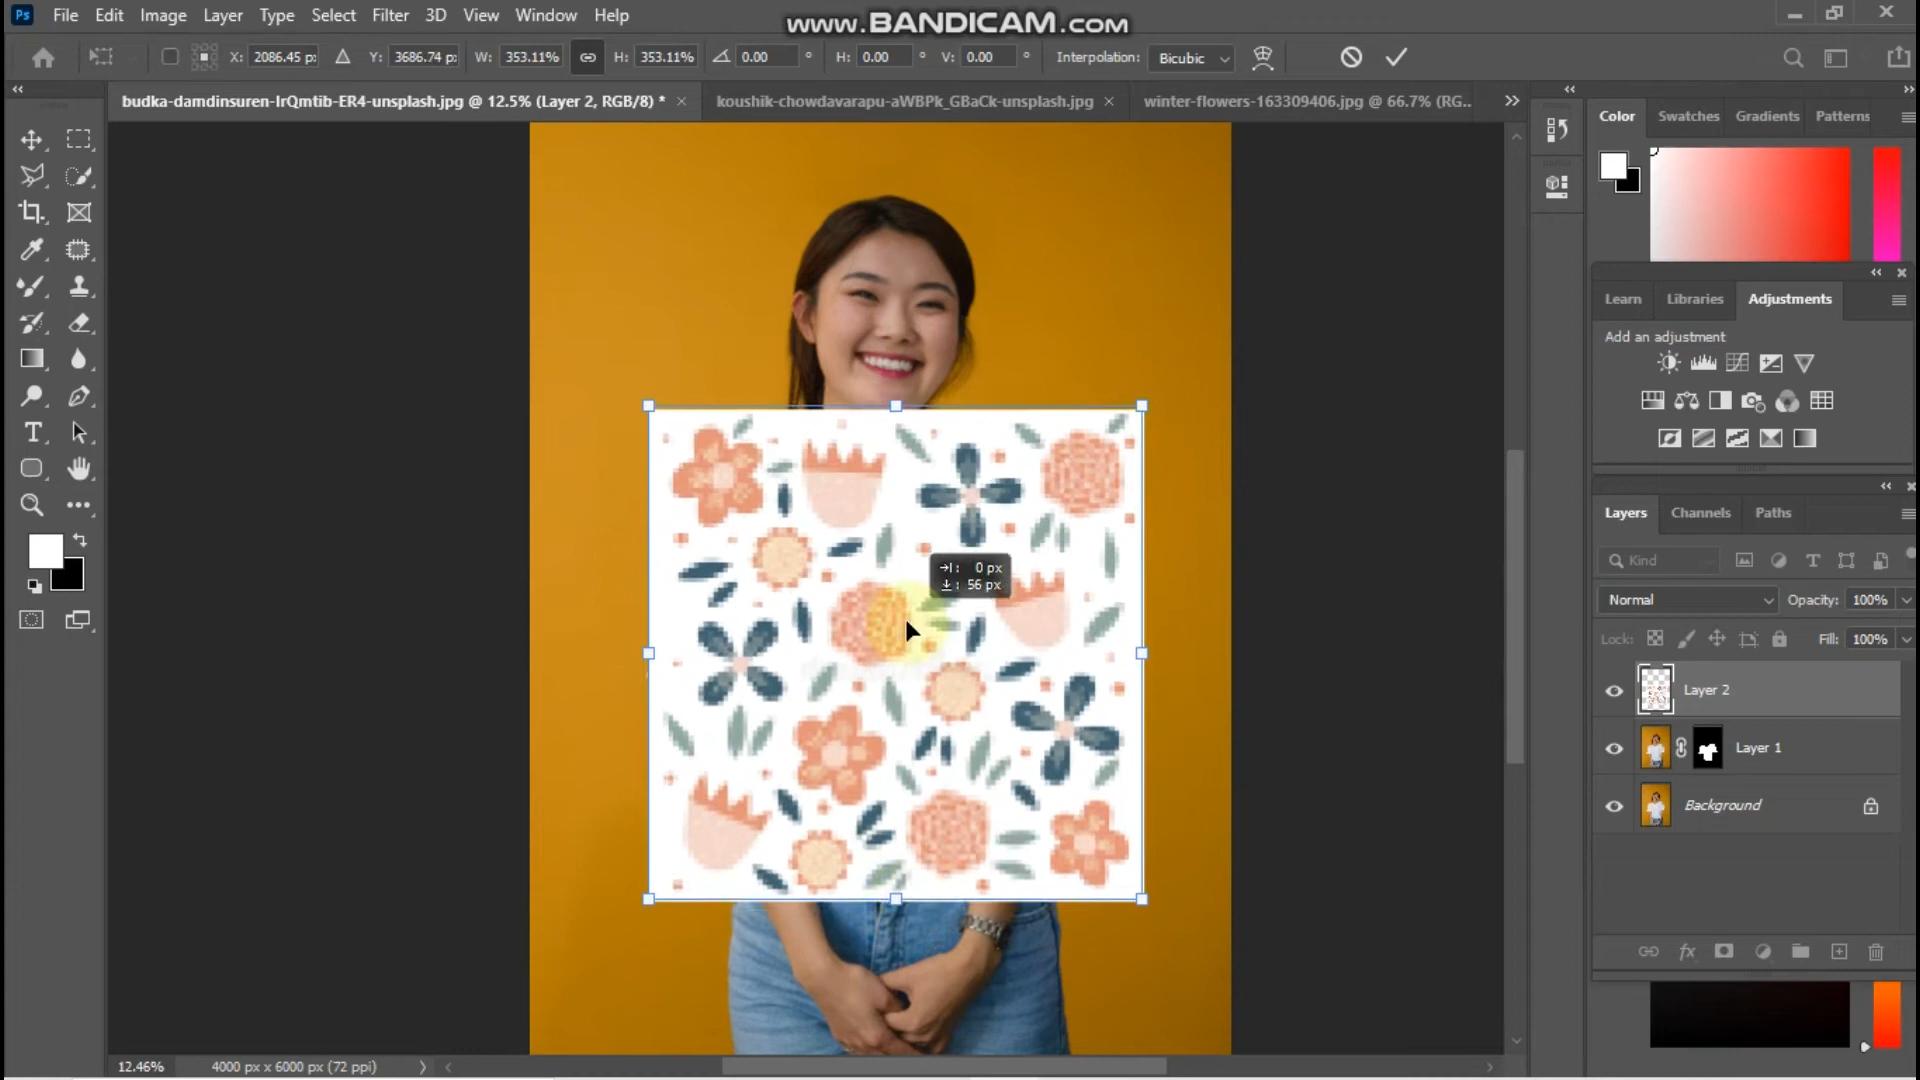 Ps File Edit Image Layer Type Select Filter 3D View Window Help
www.BANDICAM.com
X: 2086.45 p: Y: 3686.74 p: W: 353.11% H: 353.11% 0.00 ° H: 0.00 ° V: 0.00 ° Interpolation: Bicubic
budka-damdinsuren-IrQmtib-ER4-unsplash.jpg @ 12.5% (Layer 2, RGB/8) *
koushik-chowdavarapu-aWBPk_GBaCk-unsplash.jpg
winter-flowers-163309406.jpg @ 66.7% (RG..
Color Swatches Gradients Patterns
Learn Libraries Adjustments
Add an adjustment
Layers Channels Paths
Kind
Normal Opacity: 100%
Lock: Fill: 100%
Layer 2
Layer 1
Background
fx
: 0 px
: 56 px
12.46% 4000 px x 6000 px (72 ppi)